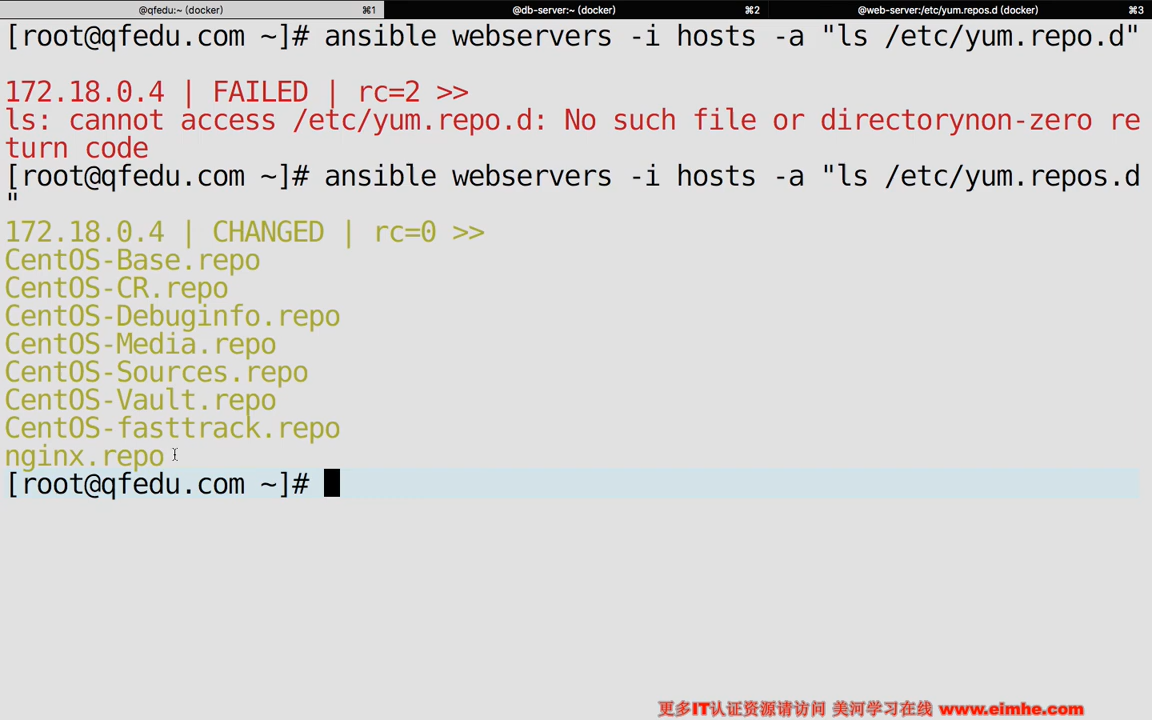 @qfedu:~ (docker) ⌘1 @db-server:~ (docker) ⌘2 @web-server:/etc/yum.repos.d (docker) ⌘3
[root@qfedu.com ~]# ansible webservers -i hosts -a "ls /etc/yum.repo.d"
172.18.0.4 | FAILED | rc=2 >>
ls: cannot access /etc/yum.repo.d: No such file or directorynon-zero re
turn code
[root@qfedu.com ~]# ansible webservers -i hosts -a "ls /etc/yum.repos.d
"
172.18.0.4 | CHANGED | rc=0 >>
CentOS-Base.repo
CentOS-CR.repo
CentOS-Debuginfo.repo
CentOS-Media.repo
CentOS-Sources.repo
CentOS-Vault.repo
CentOS-fasttrack.repo
nginx.repo
[root@qfedu.com ~]#
更多IT认证资源请访问 美河学习在线 www.eimhe.com